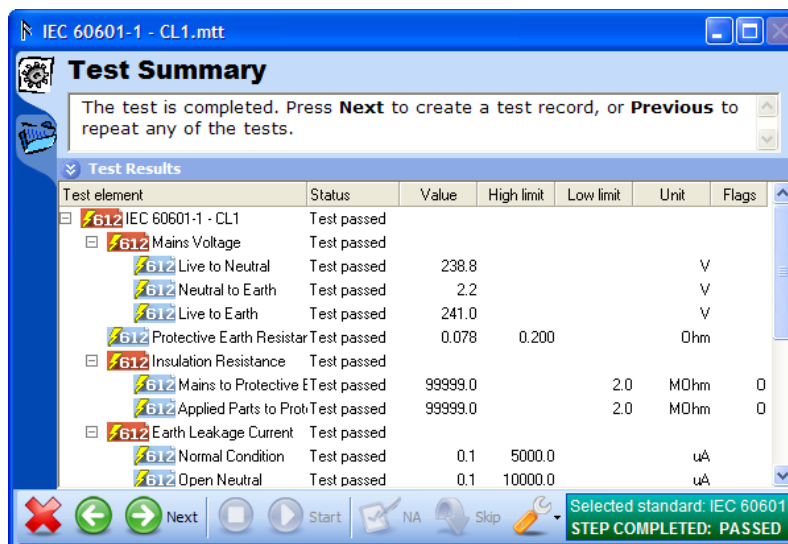 IEC 60601-1 - CL1.mtt
Test Summary
The test is completed. Press Next to create a test record, or Previous to
repeat any of the tests.
Test Results
Test element Status Value High limit Low limit Unit Flags
612 IEC 60601-1 - CL1 Test passed
612 Mains Voltage Test passed
612 Live to Neutral Test passed 238.8 V
612 Neutral to Earth Test passed 2.2 V
612 Live to Earth Test passed 241.0 V
612 Protective Earth Resistar Test passed 0.078 0.200 Ohm
612 Insulation Resistance Test passed
612 Mains to Protective E Test passed 99999.0 2.0 MOhm O
612 Applied Parts to Prot Test passed 99999.0 2.0 MOhm O
612 Earth Leakage Current Test passed
612 Normal Condition Test passed 0.1 5000.0 uA
612 Open Neutral Test passed 0.1 10000.0 uA
Next Start NA Skip
Selected standard: IEC 60601
STEP COMPLETED: PASSED